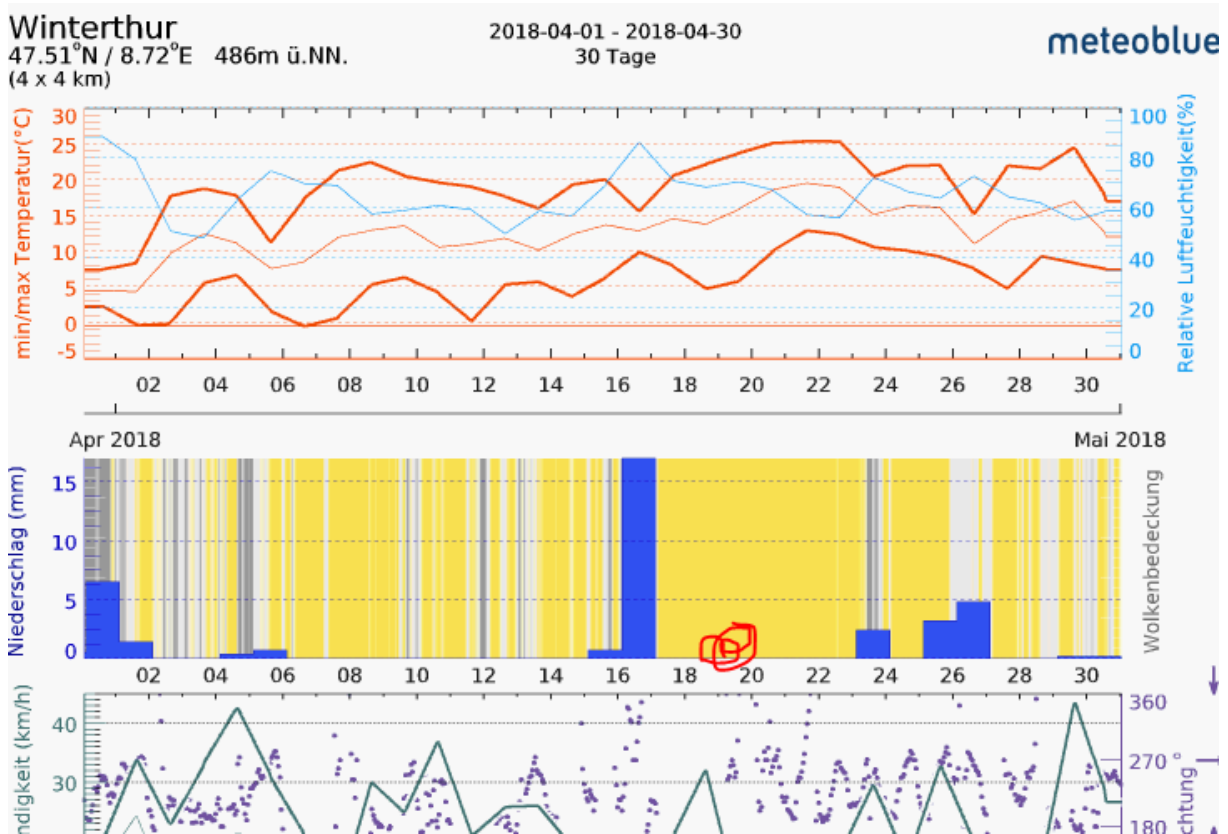 Winterthur
47.51°N / 8.72°E 486m ü.NN.
(4 x 4 km)
2018-04-01 - 2018-04-30
30 Tage
meteoblue
min/max Temperatur(°C)
30
25
20
15
10
5
0
-5
100
80
60
40
20
0
Relative Luftfeuchtigkeit(%)
02 04 06 08 10 12 14 16 18 20 22 24 26 28 30
Apr 2018
Mai 2018
Niederschlag (mm)
15
10
5
0
Wolkenbedeckung
02 04 06 08 10 12 14 16 18 20 22 24 26 28 30
ndigkeit (km/h)
40
30
360
270
180
chtung °